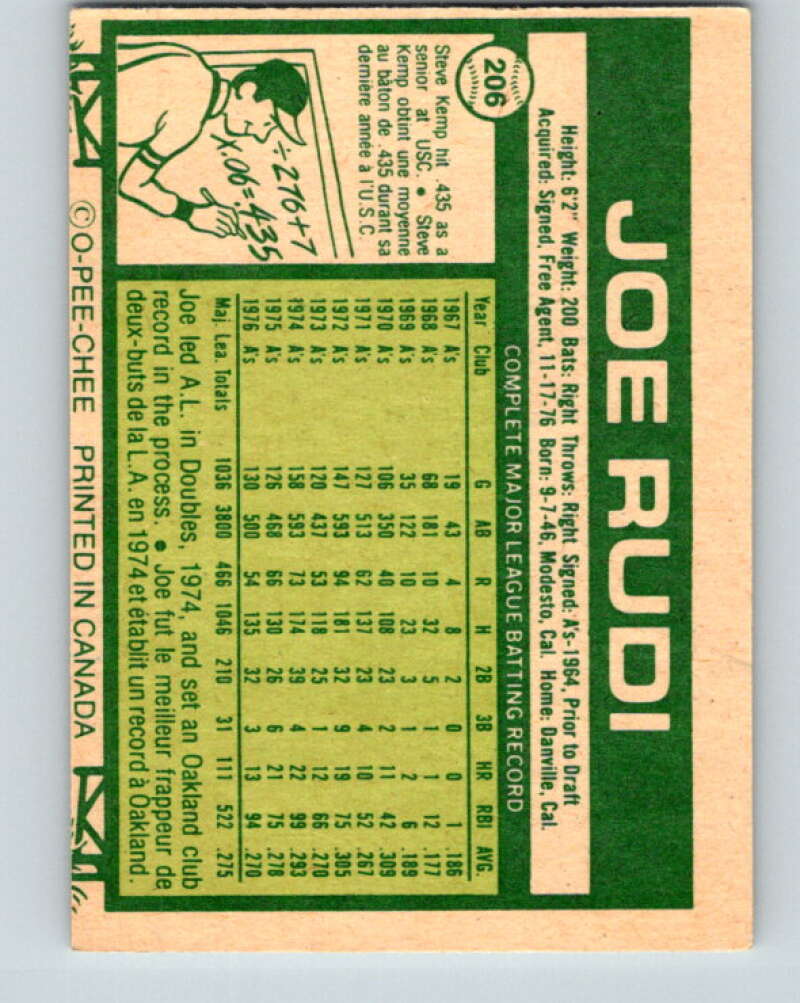 JOE RUDI
Height: 6'2" Weight: 200 Bats: Right Throws: Right Signed: A's-1964, Prior to Draft
Acquired: Signed, Free Agent, 11-17-76 Born: 9-7-46, Modesto, Cal. Home: Danville, Cal.
206
COMPLETE MAJOR LEAGUE BATTING RECORD
Year Club G AB R H 2B 3B HR RBI AVG.
1967 A's 19 43 4 8 2 0 0 1 .186
1968 A's 68 181 10 32 5 1 1 12 .177
1969 A's 35 122 10 23 3 1 2 6 .189
1970 A's 106 350 40 108 23 2 11 42 .309
1971 A's 127 513 62 137 23 4 10 52 .267
1972 A's 147 593 94 181 32 9 19 75 .305
1973 A's 120 437 53 118 25 1 12 66 .270
1974 A's 158 593 73 174 39 4 22 99 .293
1975 A's 126 468 66 130 26 6 21 75 .278
1976 A's 130 500 54 135 32 3 13 94 .270
Maj. Lea. Totals 1036 3800 466 1046 210 31 111 522 .275
Joe led A.L. in Doubles, 1974, and set an Oakland club
record in the process. ● Joe fut le meilleur frappeur de
deux-buts de la L.A. en 1974 et établit un record à Oakland.
Steve Kemp hit .435 as a
senior at USC. ● Steve
Kemp obtint une moyenne
au bâton de .435 durant sa
dernière année à l'U.S.C.
÷276+7
X.06=.435
© O-PEE-CHEE PRINTED IN CANADA